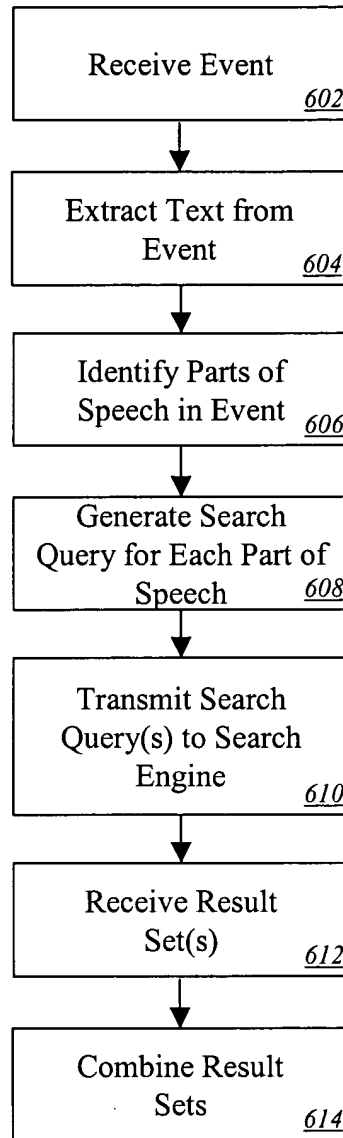 Receive Event
602
Extract Text from
Event
604
Identify Parts of
Speech in Event
606
Generate Search
Query for Each Part of
Speech
608
Transmit Search
Query(s) to Search
Engine
610
Receive Result
Set(s)
612
Combine Result
Sets
614